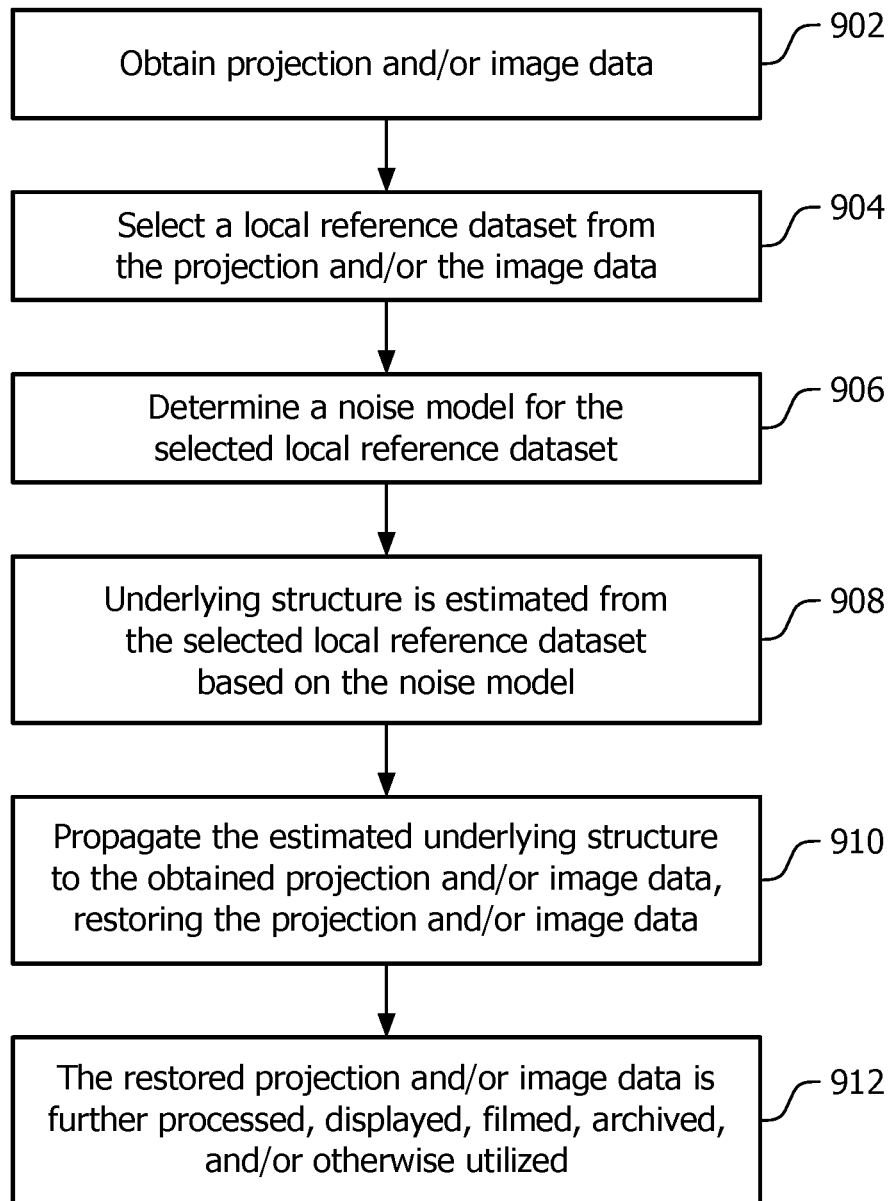 Obtain projection and/or image data
902
Select a local reference dataset from
the projection and/or the image data
904
Determine a noise model for the
selected local reference dataset
906
Underlying structure is estimated from
the selected local reference dataset
based on the noise model
908
Propagate the estimated underlying structure
to the obtained projection and/or image data,
restoring the projection and/or image data
910
The restored projection and/or image data is
further processed, displayed, filmed, archived,
and/or otherwise utilized
912